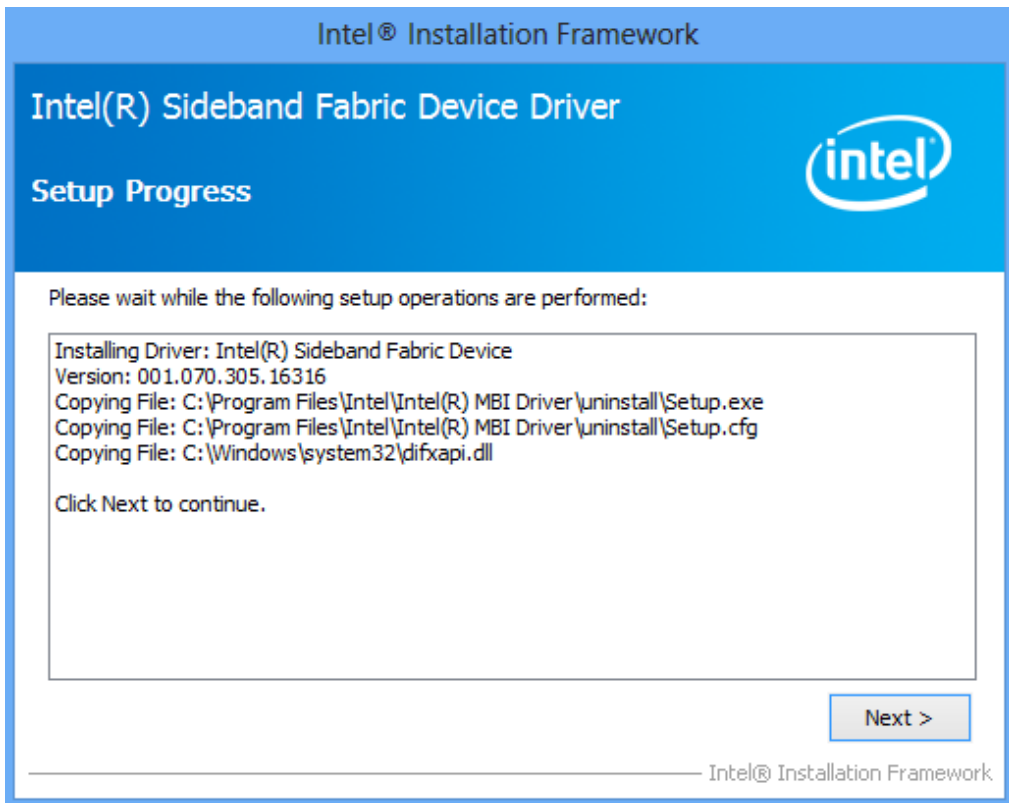 Intel® Installation Framework
Intel(R) Sideband Fabric Device Driver
intel
Setup Progress
Please wait while the following setup operations are performed:
Installing Driver: Intel(R) Sideband Fabric Device
Version: 001.070.305.16316
Copying File: C:\Program Files\Intel\Intel(R) MBI Driver\uninstall\Setup.exe
Copying File: C:\Program Files\Intel\Intel(R) MBI Driver\uninstall\Setup.cfg
Copying File: C:\Windows\system32\difxapi.dll
Click Next to continue.
Next >
Intel® Installation Framework